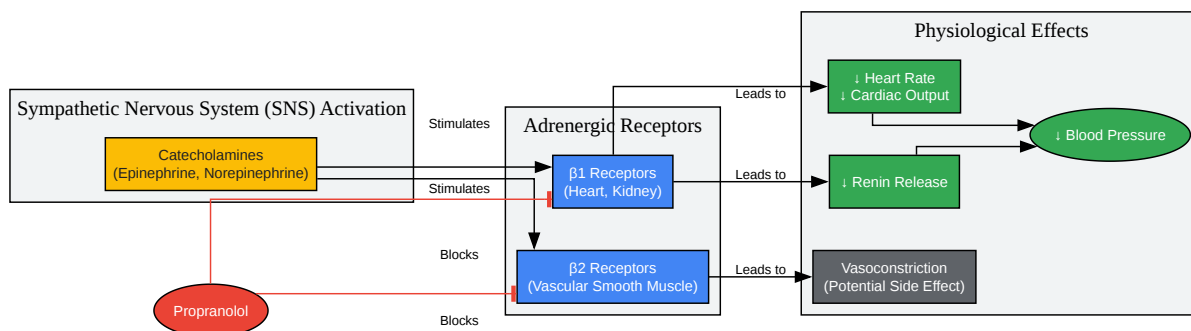 Physiological Effects
↓ Heart Rate
↓ Cardiac Output
Leads to
Sympathetic Nervous System (SNS) Activation
Stimulates
Adrenergic Receptors
↓ Blood Pressure
Catecholamines
(Epinephrine, Norepinephrine)
β1 Receptors
(Heart, Kidney)
Leads to
↓ Renin Release
Stimulates
Blocks
β2 Receptors
(Vascular Smooth Muscle)
Leads to
Vasoconstriction
(Potential Side Effect)
Propranolol
Blocks